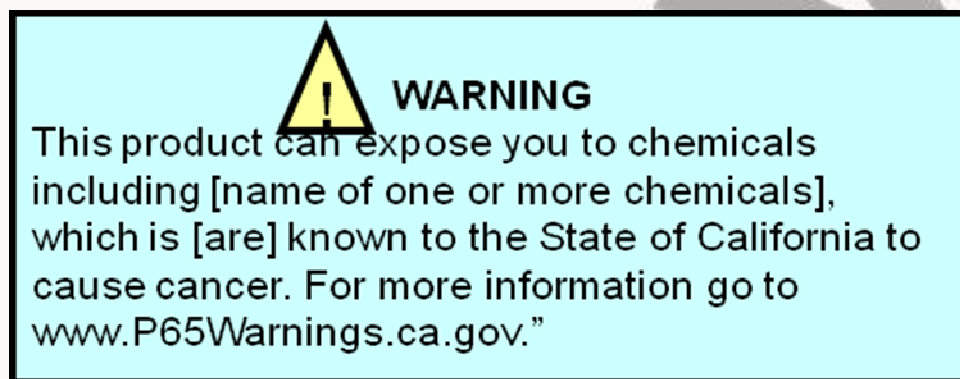 !
WARNING
This product can expose you to chemicals
including [name of one or more chemicals],
which is [are] known to the State of California to
cause cancer. For more information go to
www.P65Warnings.ca.gov.”